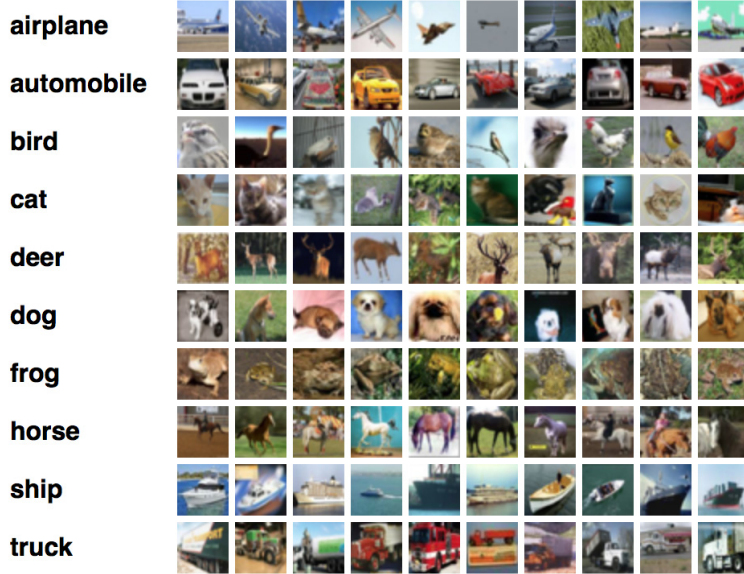 airplane
automobile
bird
cat
deer
dog
frog
horse
ship
truck